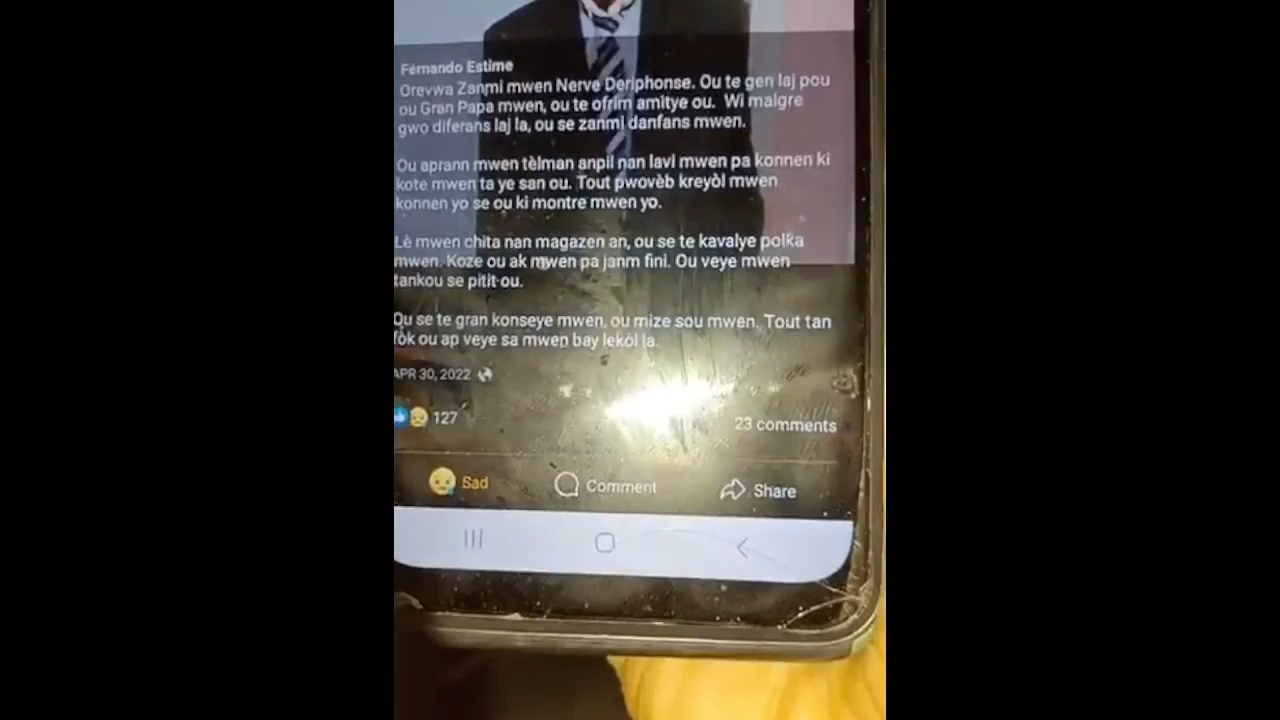 Fernando Estime
Orevwa Zanmi mwen Nerve Deriphonse. Ou te gen laj pou
ou Gran Papa mwen, ou te ofrim amitye ou. Wi malgre
gwo diferans laj la, ou se zanmi danfans mwen.
Ou aprann mwen tèlman anpil nan lavi mwen pa konnen ki
kote mwen ta ye san ou. Tout pwovèb kreyòl mwen
konnen yo se ou ki montre mwen yo.
Lè mwen chita nan magazen an, ou se te kavalye polka
mwen. Koze ou ak mwen pa janm fini. Ou veye mwen
tankou se pitit ou.
Ou se te gran konseye mwen, ou mize sou mwen. Tout tan
fòk ou ap veye sa mwen bay lekòl la.
APR 30, 2022
127
23 comments
Sad
Comment
Share